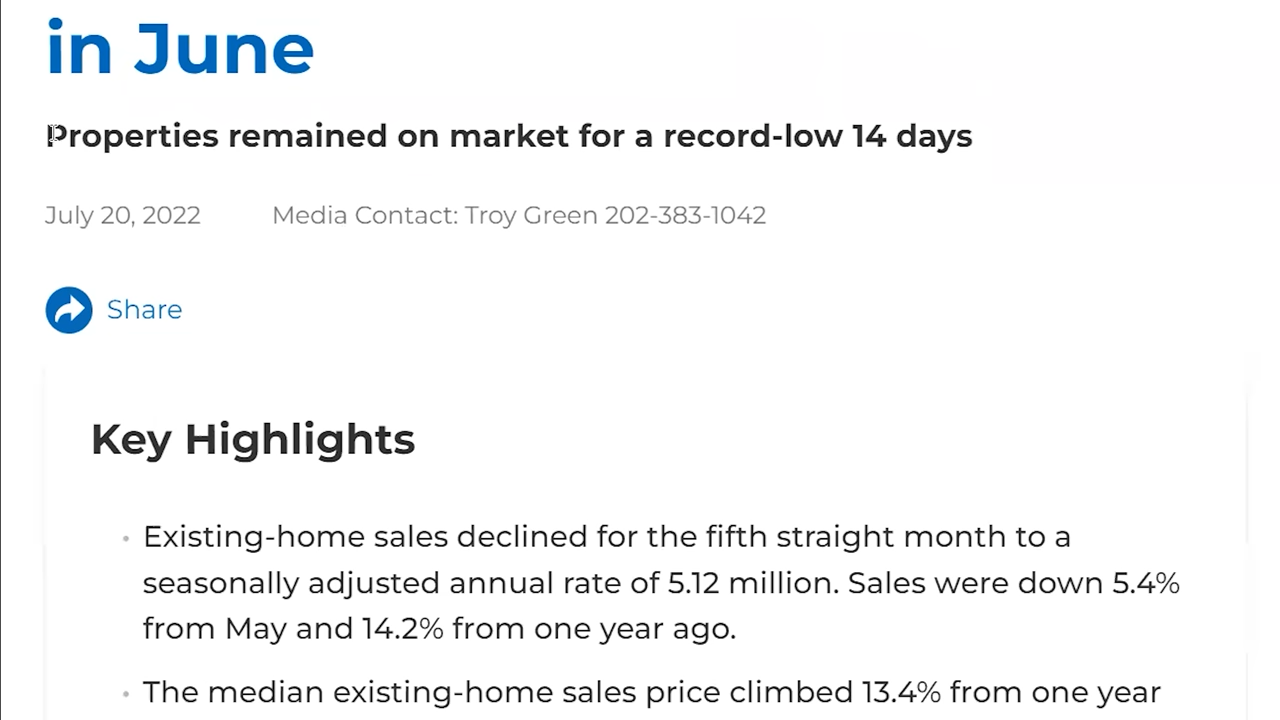 in June
Properties remained on market for a record-low 14 days
July 20, 2022 Media Contact: Troy Green 202-383-1042
Share
Key Highlights
• Existing-home sales declined for the fifth straight month to a
seasonally adjusted annual rate of 5.12 million. Sales were down 5.4%
from May and 14.2% from one year ago.
• The median existing-home sales price climbed 13.4% from one year